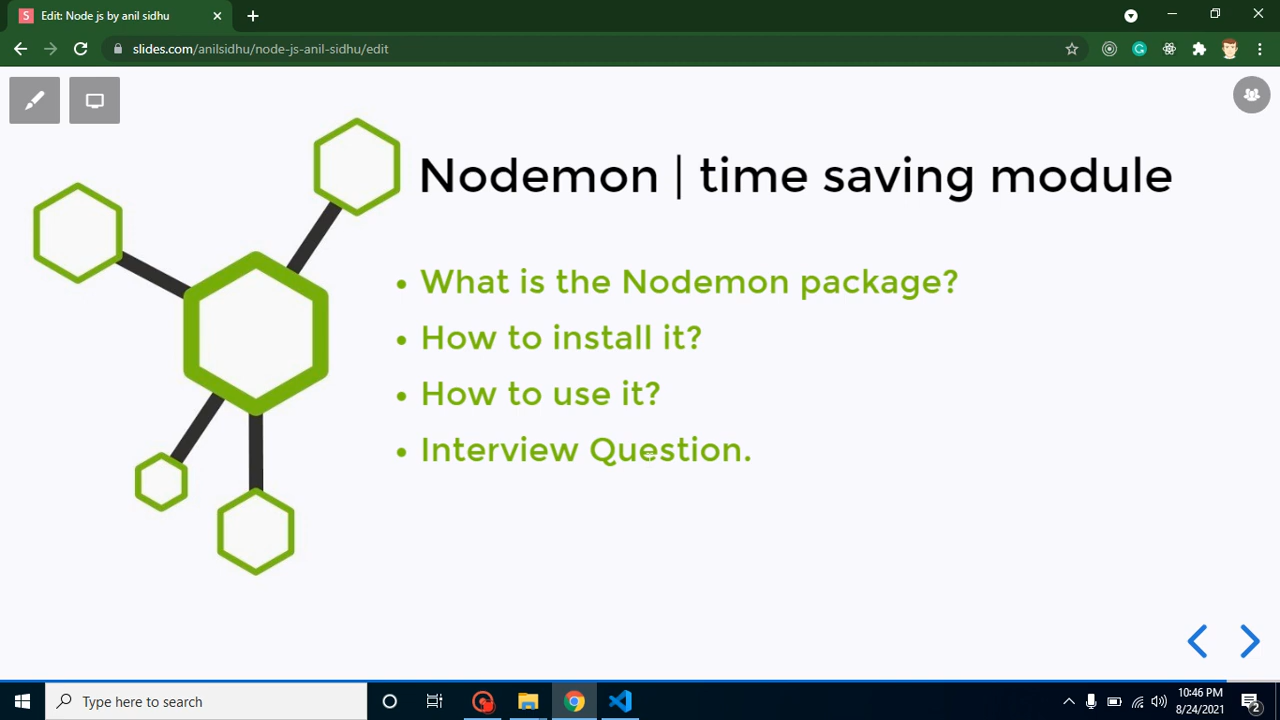 Edit: Node js by anil sidhu
slides.com/anilsidhu/node-js-anil-sidhu/edit
Nodemon | time saving module
• What is the Nodemon package?
• How to install it?
• How to use it?
• Interview Question.
Type here to search
10:46 PM
8/24/2021
2